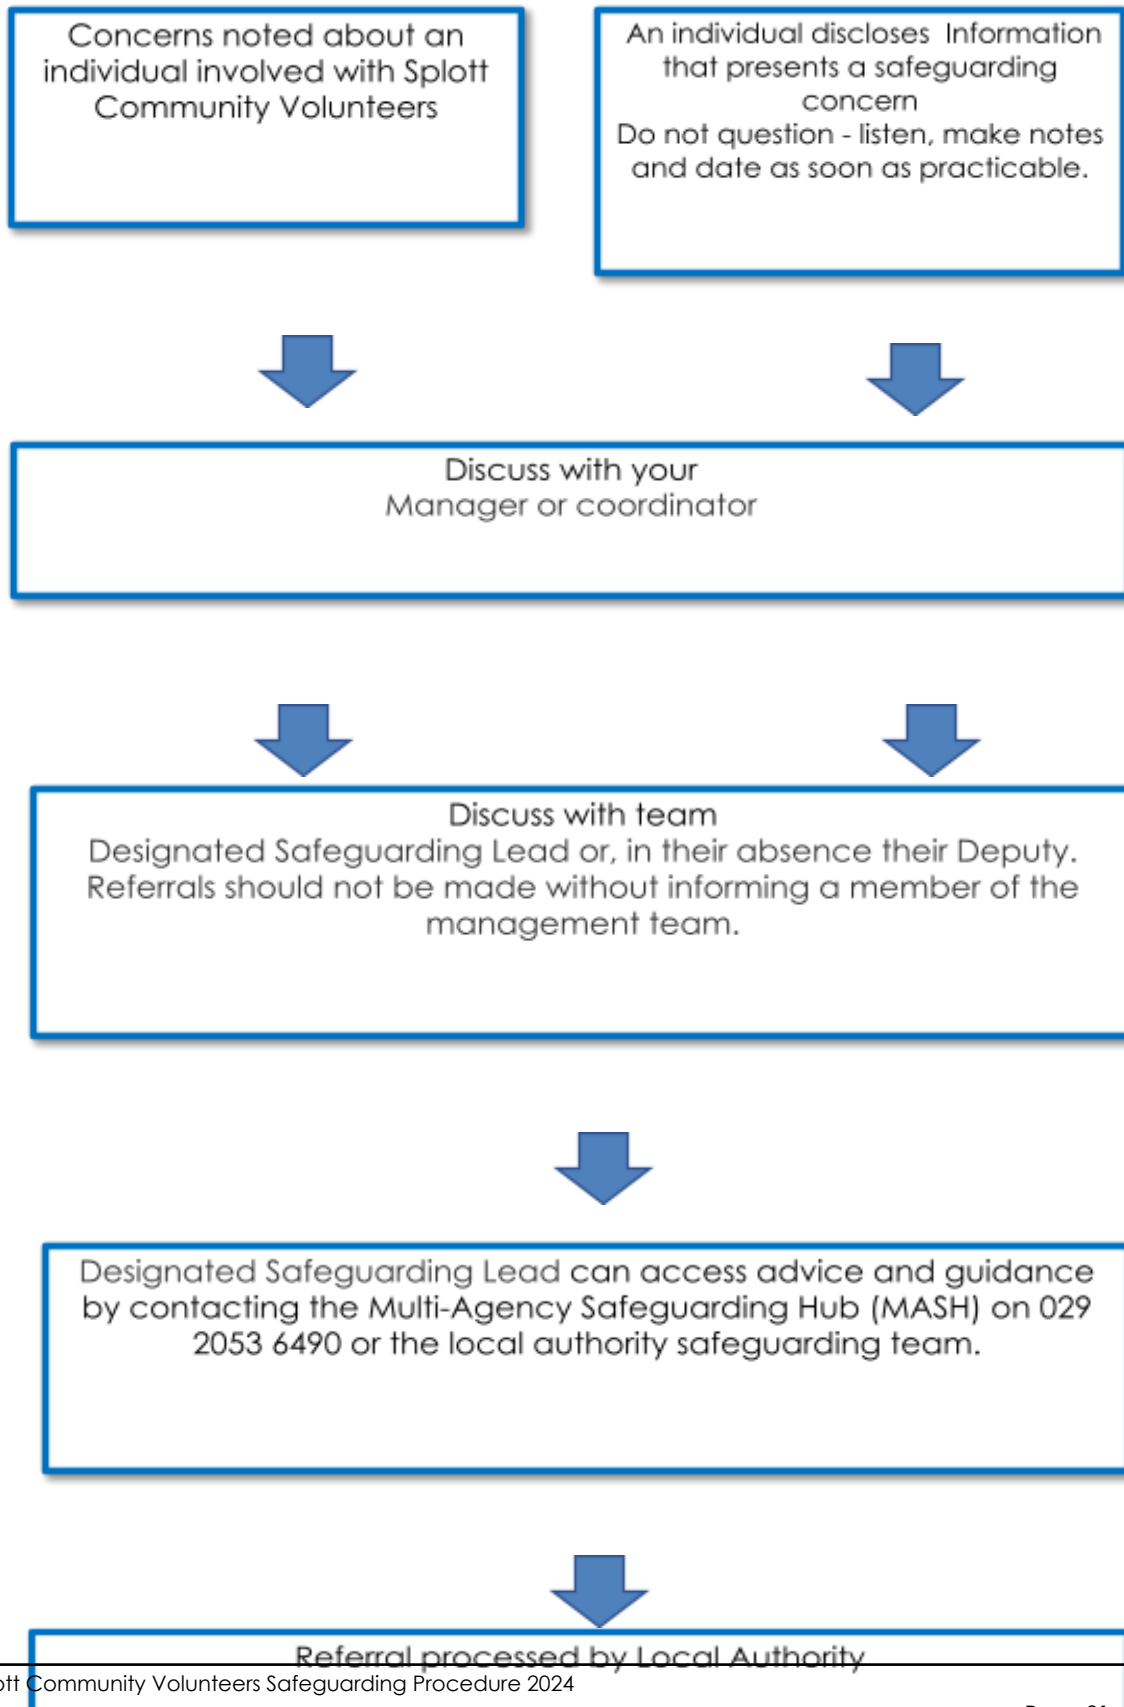 Concerns noted about an
individual involved with Splott
Community Volunteers
An individual discloses Information
that presents a safeguarding
concern
Do not question - listen, make notes
and date as soon as practicable.
Discuss with your
Manager or coordinator
Discuss with team
Designated Safeguarding Lead or, in their absence their Deputy.
Referrals should not be made without informing a member of the
management team.
Designated Safeguarding Lead can access advice and guidance
by contacting the Multi-Agency Safeguarding Hub (MASH) on 029
2053 6490 or the local authority safeguarding team.
Referral processed by Local Authority
ott Community Volunteers Safeguarding Procedure 2024